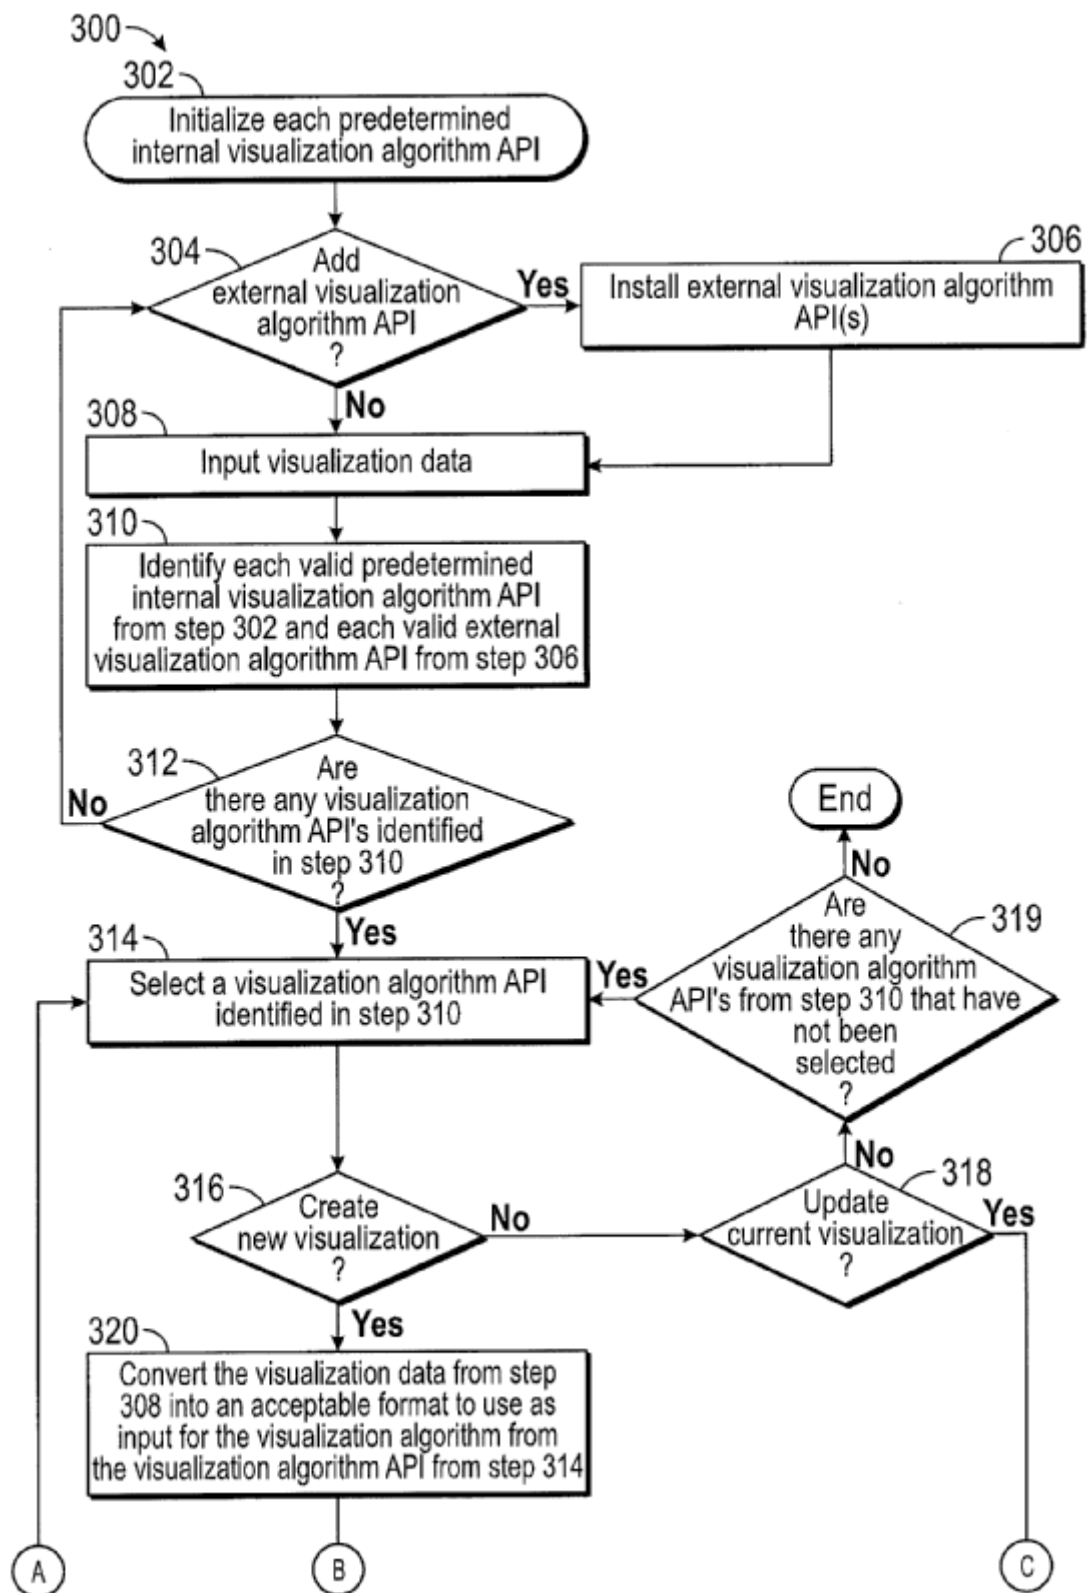 300
302
Initialize each predetermined
internal visualization algorithm API
304
Add
external visualization
algorithm API
?
Yes
306
Install external visualization algorithm
API(s)
No
308
Input visualization data
310
Identify each valid predetermined
internal visualization algorithm API
from step 302 and each valid external
visualization algorithm API from step 306
312
Are
there any visualization
algorithm API's identified
in step 310
?
No
Yes
End
No
319
Are
there any
visualization algorithm
API's from step 310 that have
not been
selected
?
Yes
314
Select a visualization algorithm API
identified in step 310
316
Create
new visualization
?
No
318
Update
current visualization
?
No
Yes
Yes
320
Convert the visualization data from step
308 into an acceptable format to use as
input for the visualization algorithm from
the visualization algorithm API from step 314
A
B
C